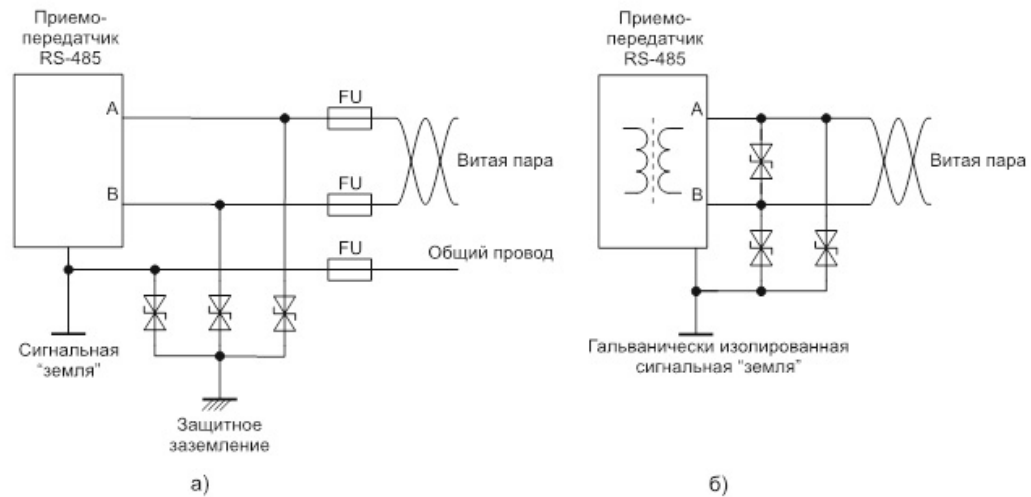 Приемо-
передатчик
RS-485
A
B
FU
FU
FU
Витая пара
Общий провод
Сигнальная
"земля"
Защитное
заземление
а)
Приемо-
передатчик
RS-485
A
B
Витая пара
Гальванически изолированная
сигнальная "земля"
б)